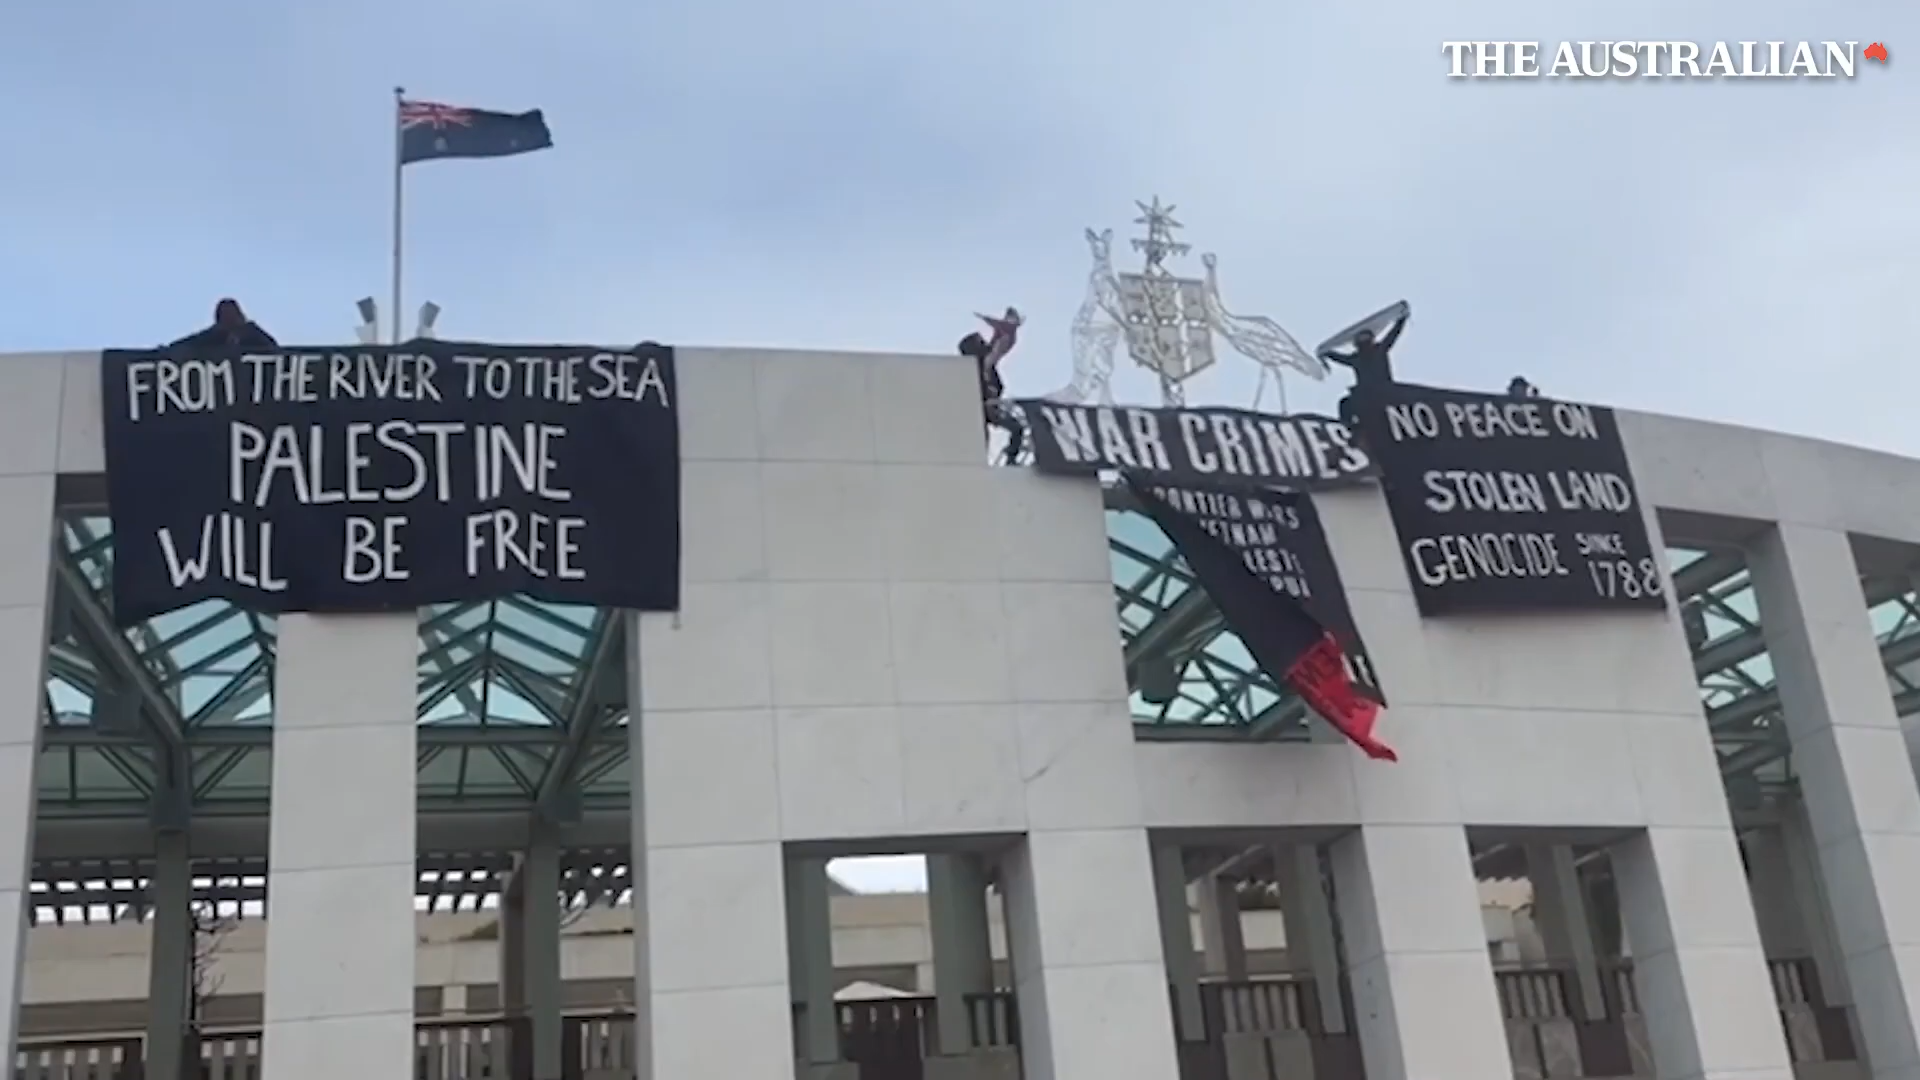 THE AUSTRALIAN
FROM THE RIVER TO THE SEA
PALESTINE
WILL BE FREE
WAR CRIMES
NO PEACE ON
STOLEN LAND
GENOCIDE SINCE
1788